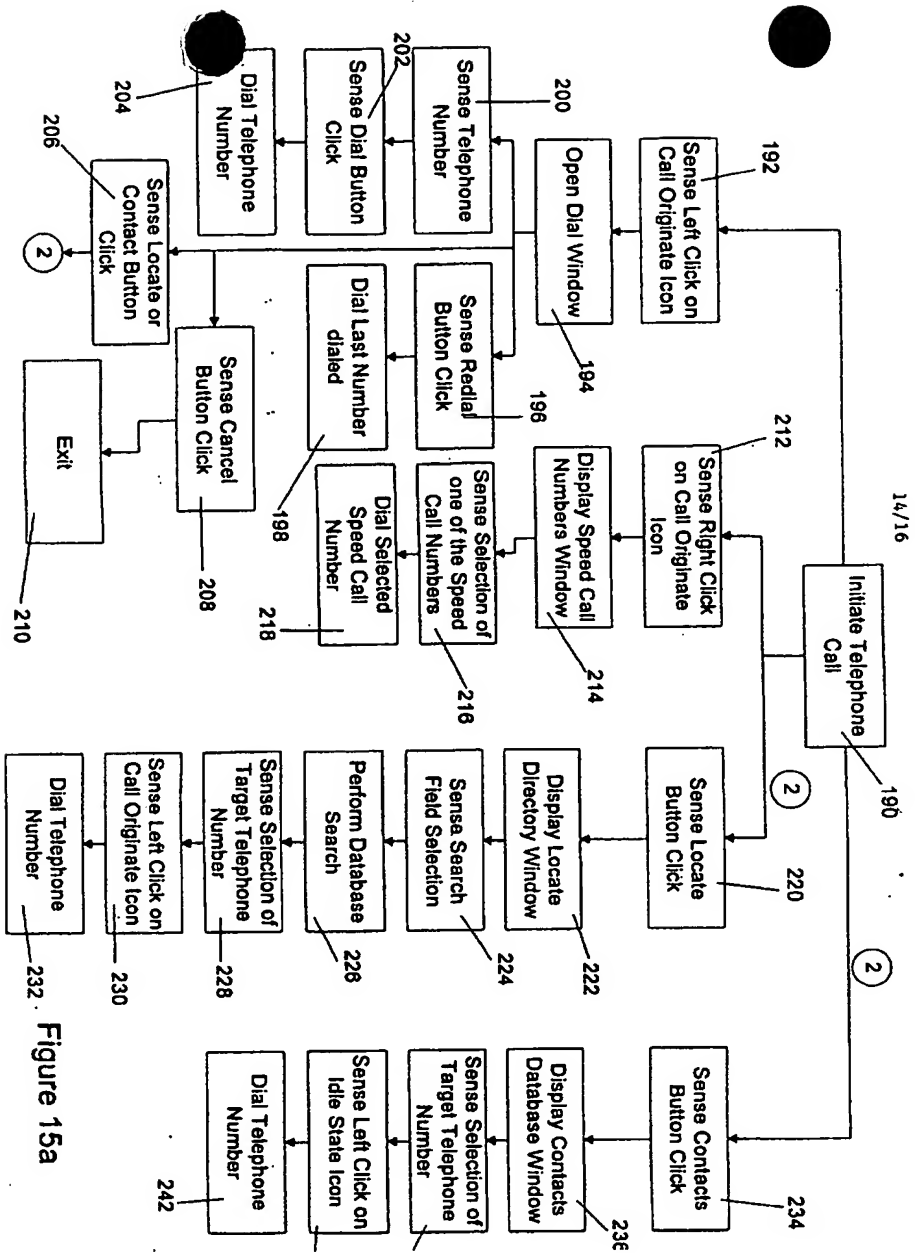 14/16
Initiate Telephone
Call
190
2
2
192
Sense Left Click on
Call Originate Icon
212
Sense Right Click
on Call Originate
Icon
Sense Locate
Button Click
220
Sense Contacts
Button Click
234
Open Dial Window
194
Display Speed Call
Numbers Window
214
Display Locate
Directory Window
222
Display Contacts
Database Window
236
200
Sense Telephone
Number
Sense Redial
Button Click
196
Sense Selection of
one of the Speed
Call Numbers
216
Sense Search
Field Selection
224
Sense Selection of
Target Telephone
Number
202
Sense Dial Button
Click
Dial Last Number
dialed
198
Dial Selected
Speed Call
Number
218
Perform Database
Search
226
Sense Left Click on
Idle State Icon
204
Dial Telephone
Number
Sense Selection of
Target Telephone
Number
228
Dial Telephone
Number
242
206
Sense Locate or
Contact Button
Click
2
Sense Cancel
Button Click
208
Sense Left Click on
Call Originate Icon
230
Exit
210
Dial Telephone
Number
232
Figure 15a